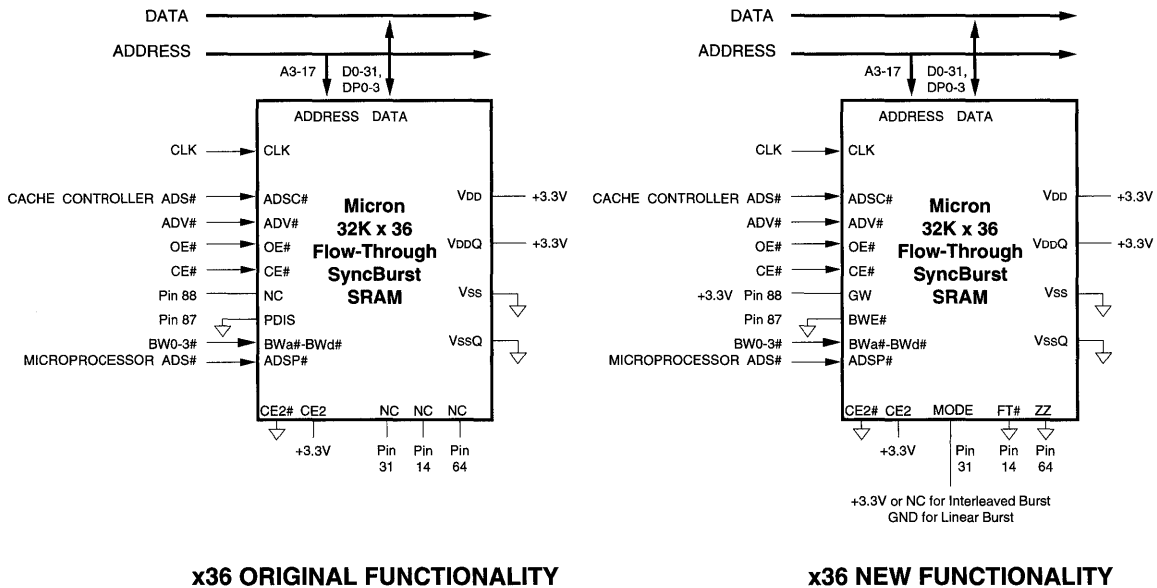 DATA
ADDRESS
A3-17
D0-31,
DP0-3
ADDRESS DATA
CLK
CLK
CACHE CONTROLLER ADS#
ADSC#
ADV#
ADV#
OE#
OE#
CE#
CE#
Pin 88
NC
Pin 87
PDIS
BW0-3#
BWa#-BWd#
MICROPROCESSOR ADS#
ADSP#
Micron
32K x 36
Flow-Through
SyncBurst
SRAM
VDD
+3.3V
VDDQ
+3.3V
Vss
VssQ
CE2# CE2 NC NC NC
+3.3V
Pin 31
Pin 14
Pin 64
x36 ORIGINAL FUNCTIONALITY
DATA
ADDRESS
A3-17
D0-31,
DP0-3
ADDRESS DATA
CLK
CLK
CACHE CONTROLLER ADS#
ADSC#
ADV#
ADV#
OE#
OE#
CE#
CE#
+3.3V Pin 88
GW
Pin 87
BWE#
BW0-3#
BWa#-BWd#
MICROPROCESSOR ADS#
ADSP#
Micron
32K x 36
Flow-Through
SyncBurst
SRAM
VDD
+3.3V
VDDQ
+3.3V
Vss
VssQ
CE2# CE2 MODE FT# ZZ
+3.3V
Pin 31
Pin 14
Pin 64
+3.3V or NC for Interleaved Burst
GND for Linear Burst
x36 NEW FUNCTIONALITY